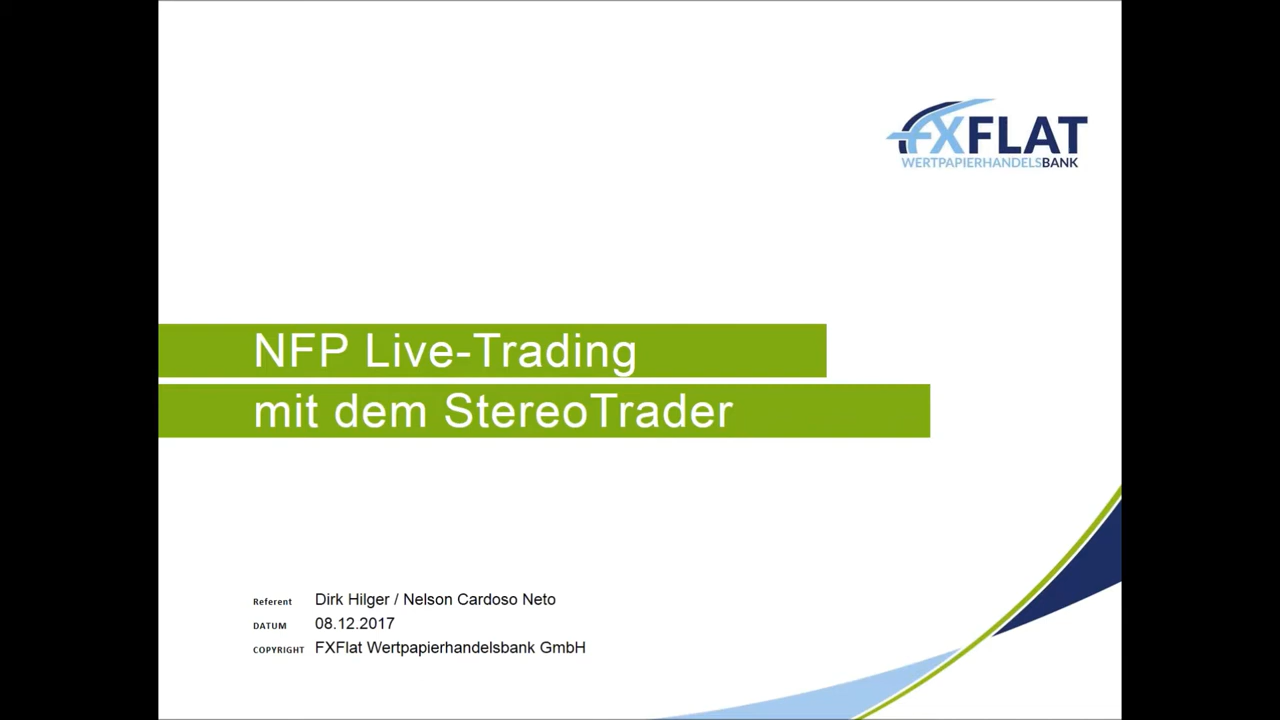 FXFLAT
WERTPAPIERHANDELSBANK
NFP Live-Trading
mit dem StereoTrader
Referent Dirk Hilger / Nelson Cardoso Neto
DATUM 08.12.2017
COPYRIGHT FXFlat Wertpapierhandelsbank GmbH